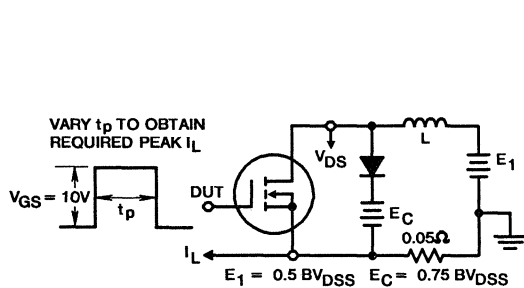 VARY tp TO OBTAIN
REQUIRED PEAK IL
VGS = 10V
tp
DUT
VDS
L
E1
EC
0.05Ω
IL
E1 = 0.5 BVDSS EC = 0.75 BVDSS